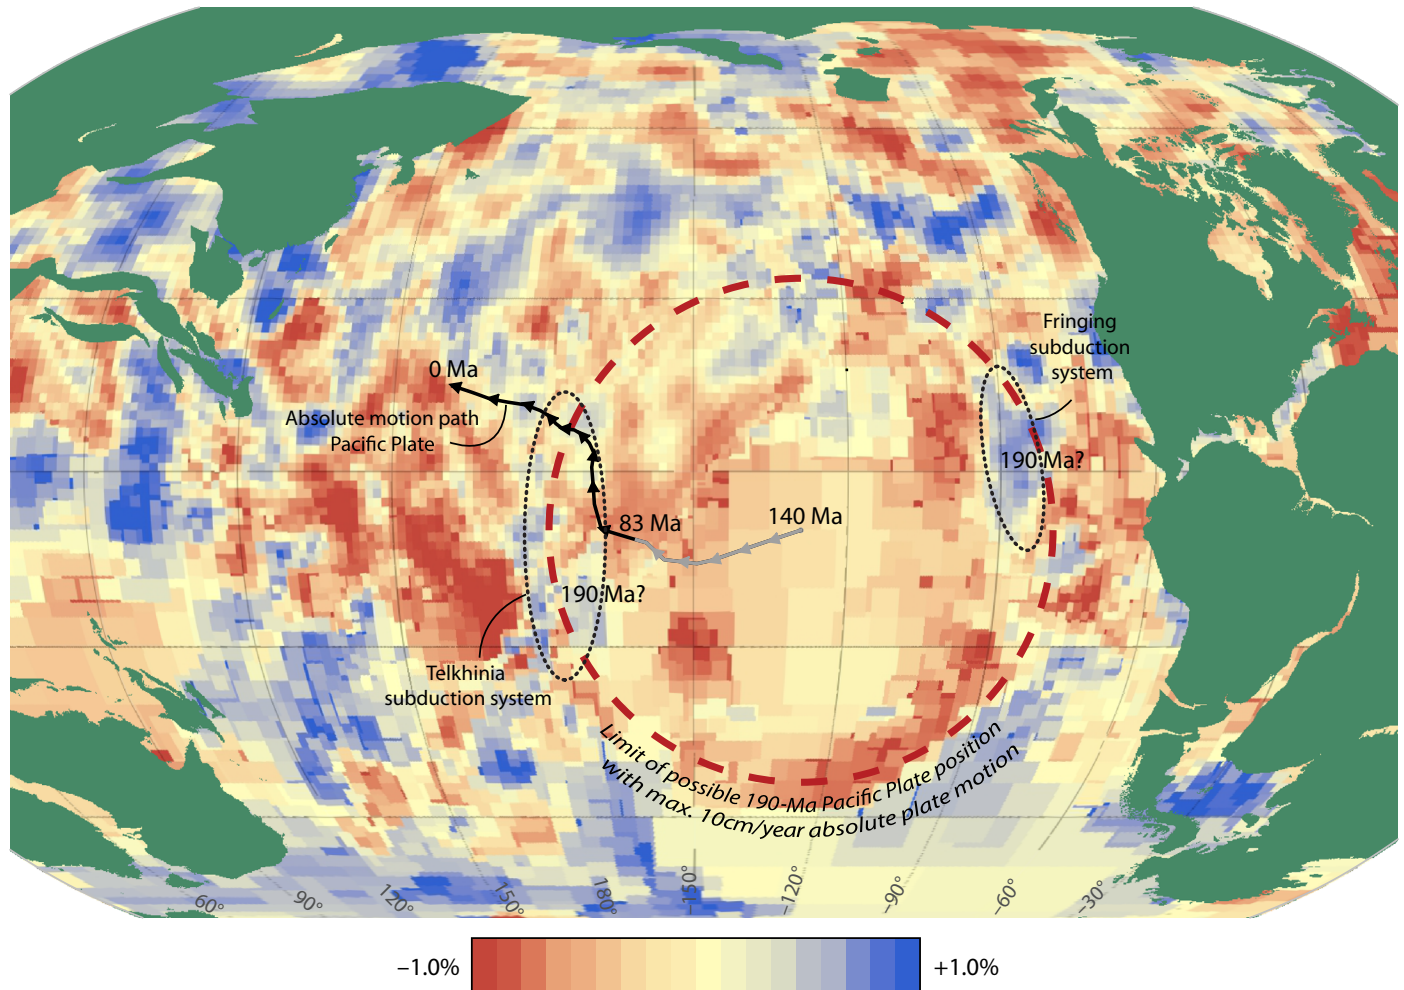 Fringing
subduction
system
0 Ma
Absolute motion path
Pacific Plate
190 Ma?
83 Ma
140 Ma
190 Ma?
Telkhinia
subduction system
Limit of possible 190-Ma Pacific Plate position
with max. 10cm/year absolute plate motion
60°
90°
120°
150°
180°
–150°
–120°
–90°
–60°
–30°
–1.0%
+1.0%